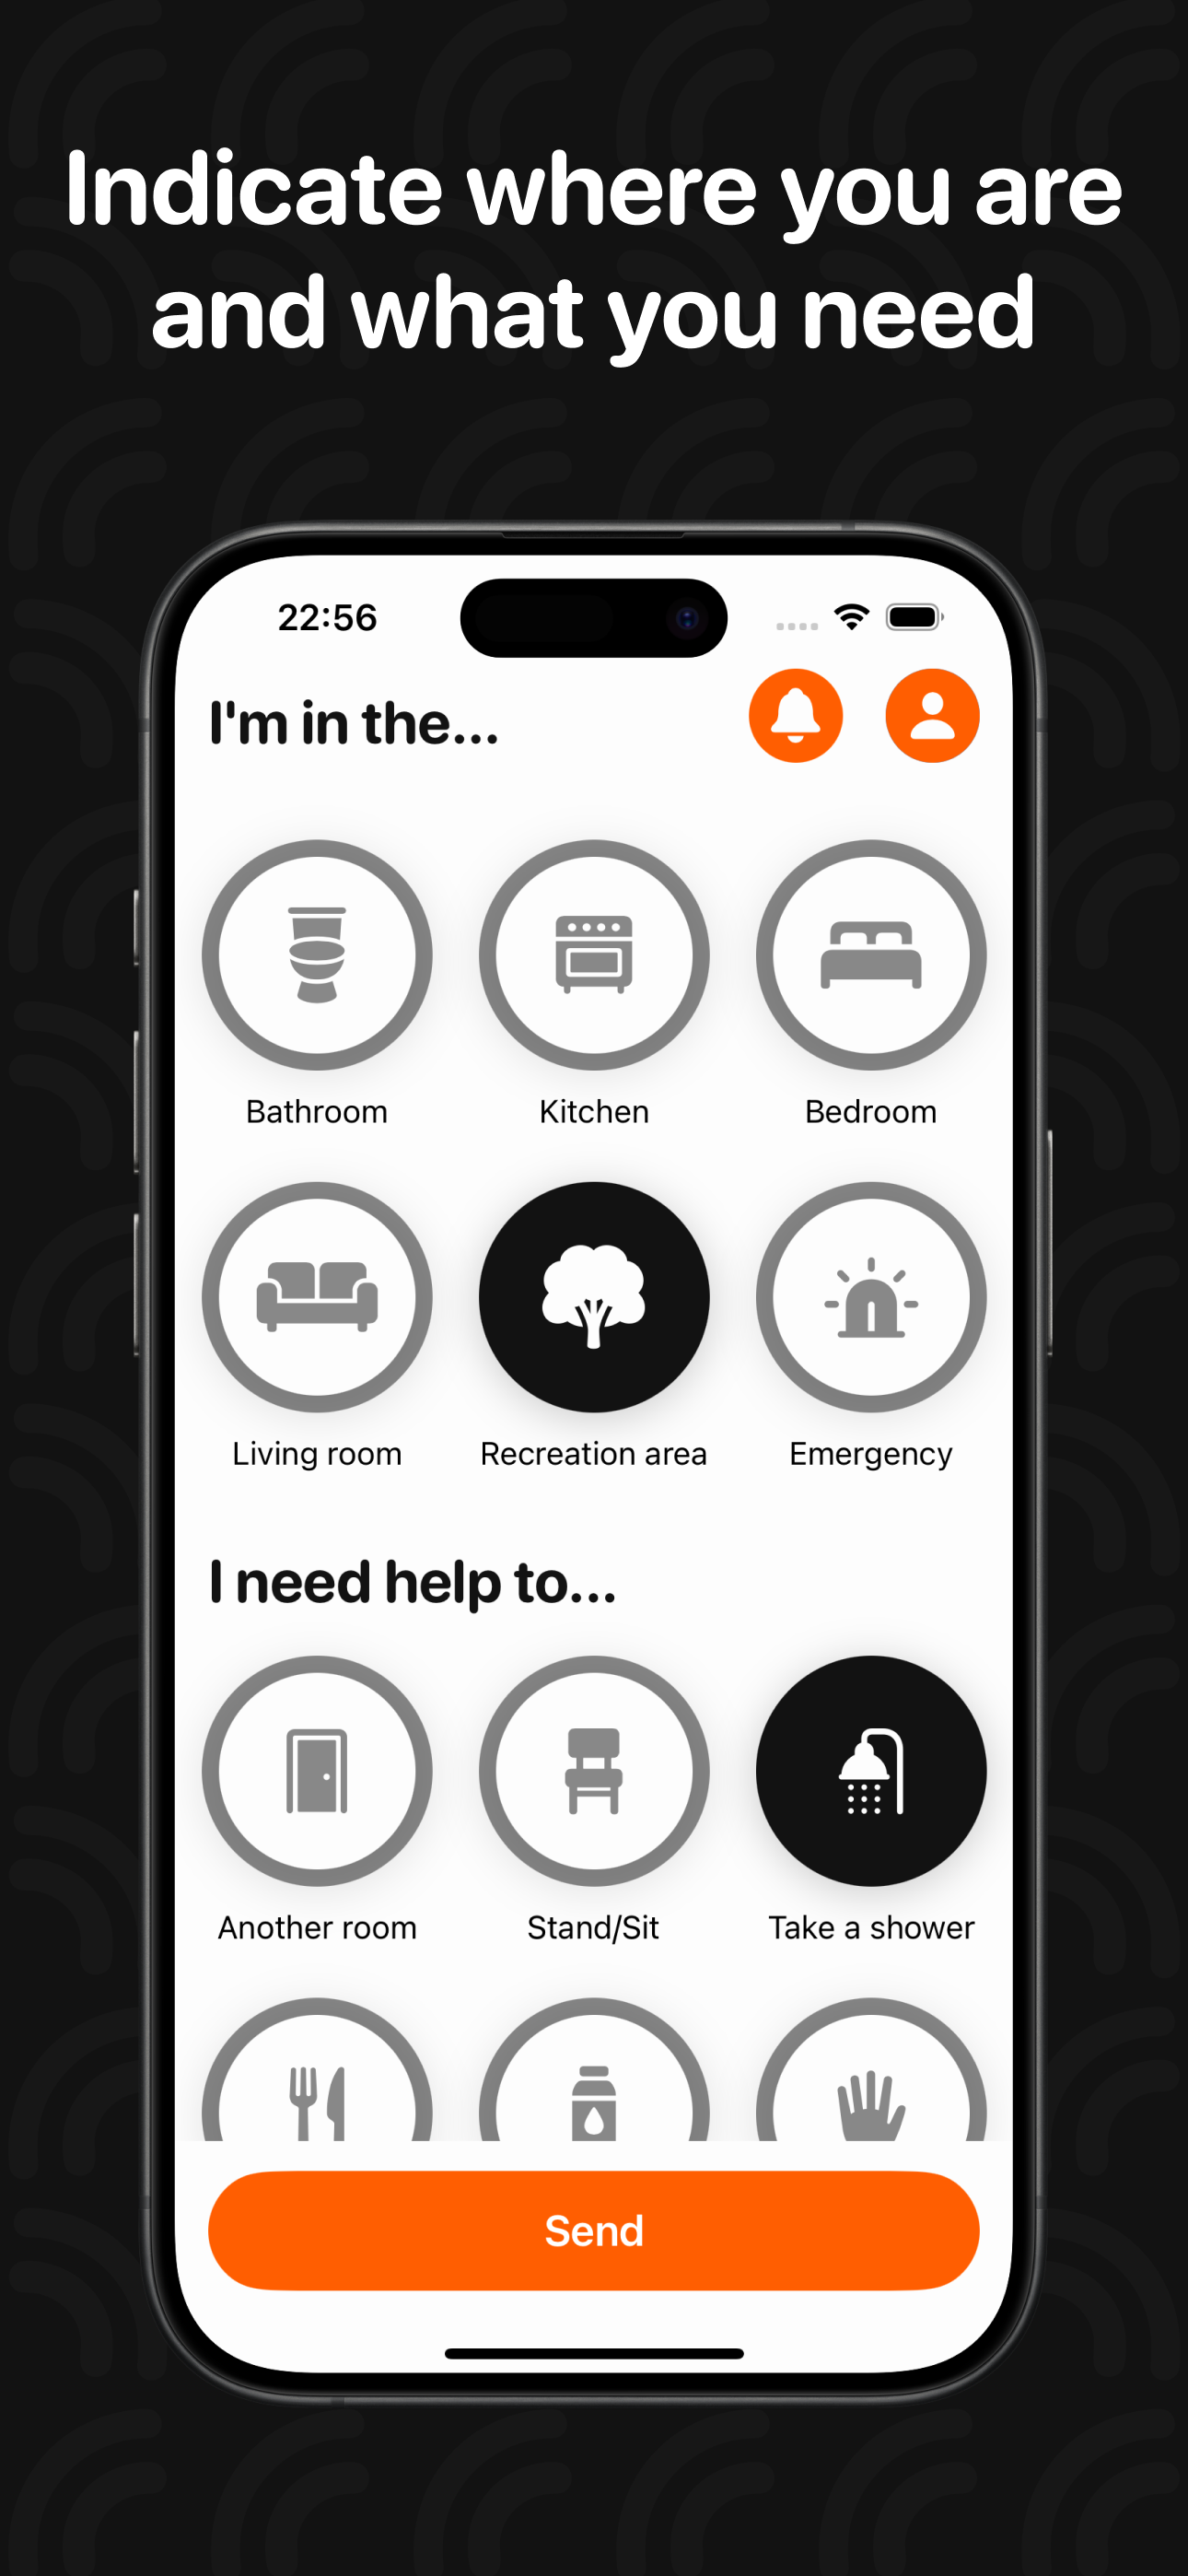 Indicate where you are
and what you need
22:56
I'm in the...
Bathroom
Kitchen
Bedroom
Living room
Recreation area
Emergency
I need help to...
Another room
Stand/Sit
Take a shower
Send